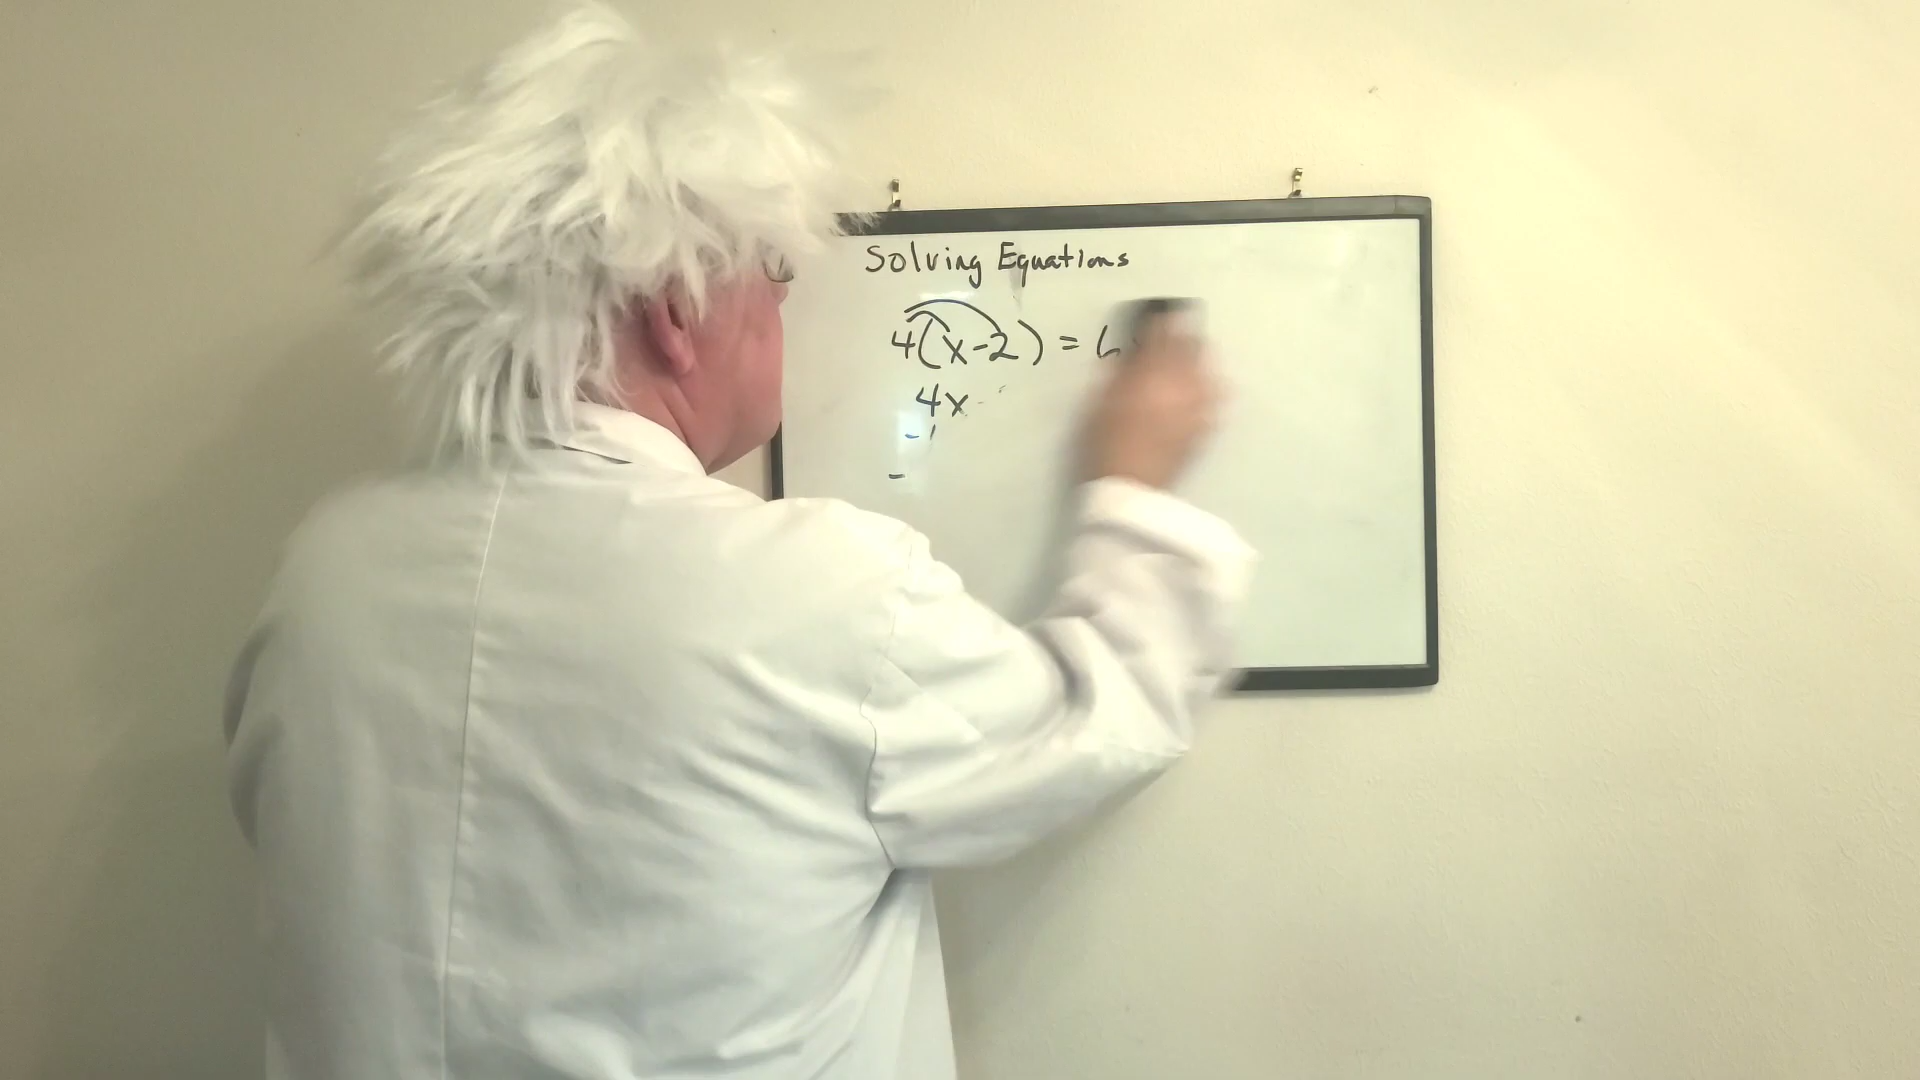 Solving Equations
4(x-2) =
4x
-
-